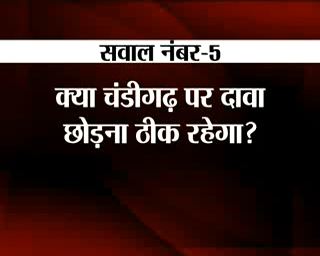 सवाल नंबर-5
क्या चंडीगढ़ पर दावा
छोड़ना ठीक रहेगा?